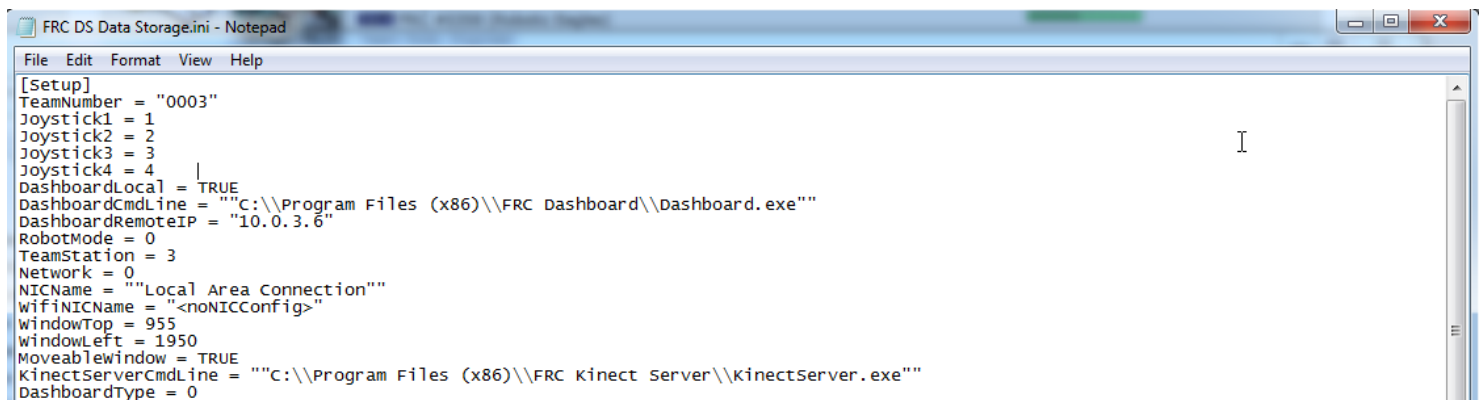 FRC DS Data Storage.ini - Notepad
File Edit Format View Help
[Setup]
TeamNumber = "0003"
Joystick1 = 1
Joystick2 = 2
Joystick3 = 3
Joystick4 = 4
DashboardLocal = TRUE
DashboardCmdLine = ""C:\\Program Files (x86)\\FRC Dashboard\\Dashboard.exe""
DashboardRemoteIP = "10.0.3.6"
RobotMode = 0
TeamStation = 3
Network = 0
NICName = ""Local Area Connection""
WifiNICName = "<noNICConfig>"
WindowTop = 955
WindowLeft = 1950
MoveableWindow = TRUE
KinectServerCmdLine = ""C:\\Program Files (x86)\\FRC Kinect Server\\KinectServer.exe""
DashboardType = 0